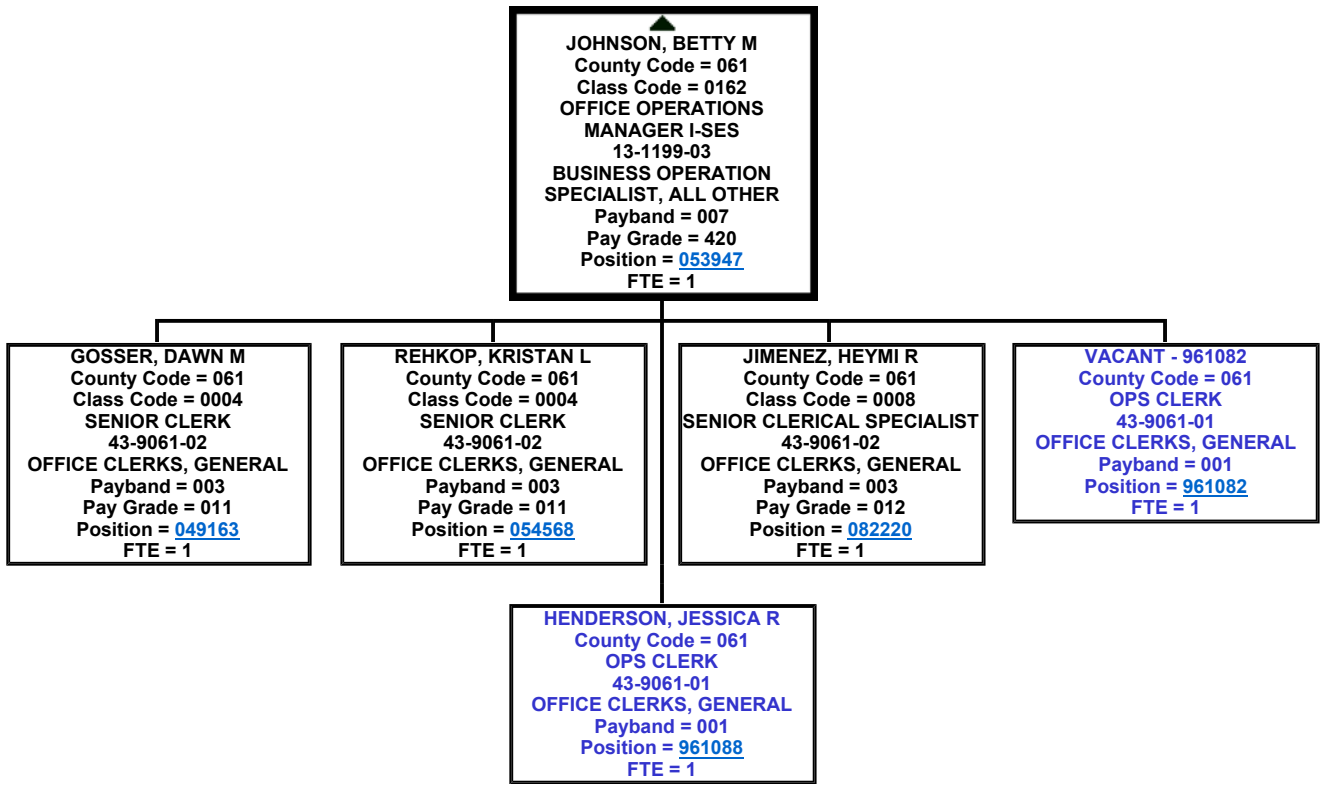 JOHNSON, BETTY M
County Code = 061
Class Code = 0162
OFFICE OPERATIONS
MANAGER I-SES
13-1199-03
BUSINESS OPERATION
SPECIALIST, ALL OTHER
Payband = 007
Pay Grade = 420
Position = 053947
FTE = 1
GOSSER, DAWN M
County Code = 061
Class Code = 0004
SENIOR CLERK
43-9061-02
OFFICE CLERKS, GENERAL
Payband = 003
Pay Grade = 011
Position = 049163
FTE = 1
REHKOP, KRISTAN L
County Code = 061
Class Code = 0004
SENIOR CLERK
43-9061-02
OFFICE CLERKS, GENERAL
Payband = 003
Pay Grade = 011
Position = 054568
FTE = 1
JIMENEZ, HEYMI R
County Code = 061
Class Code = 0008
SENIOR CLERICAL SPECIALIST
43-9061-02
OFFICE CLERKS, GENERAL
Payband = 003
Pay Grade = 012
Position = 082220
FTE = 1
VACANT - 961082
County Code = 061
OPS CLERK
43-9061-01
OFFICE CLERKS, GENERAL
Payband = 001
Position = 961082
FTE = 1
HENDERSON, JESSICA R
County Code = 061
OPS CLERK
43-9061-01
OFFICE CLERKS, GENERAL
Payband = 001
Position = 961088
FTE = 1